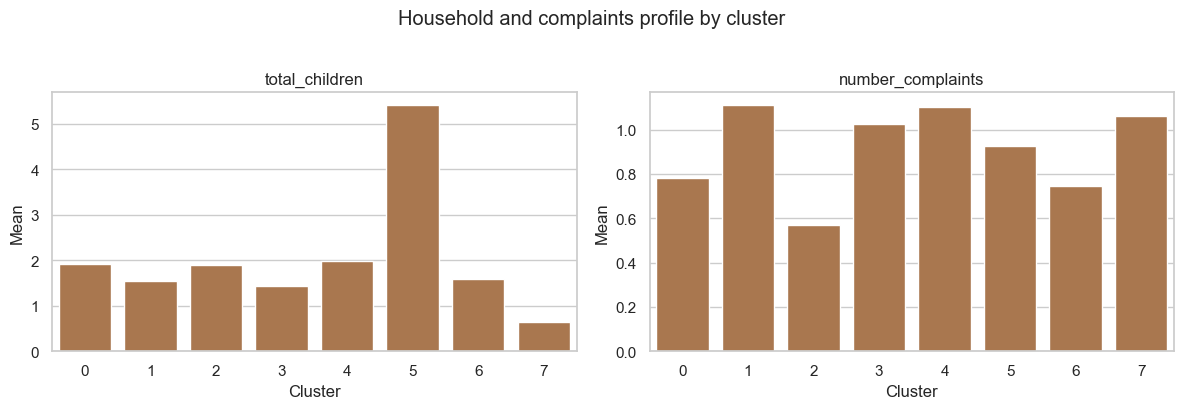 Household and complaints profile by cluster
total_children
Mean
5
4
3
2
1
0
0 1 2 3 4 5 6 7
Cluster
number_complaints
Mean
1.0
0.8
0.6
0.4
0.2
0.0
0 1 2 3 4 5 6 7
Cluster